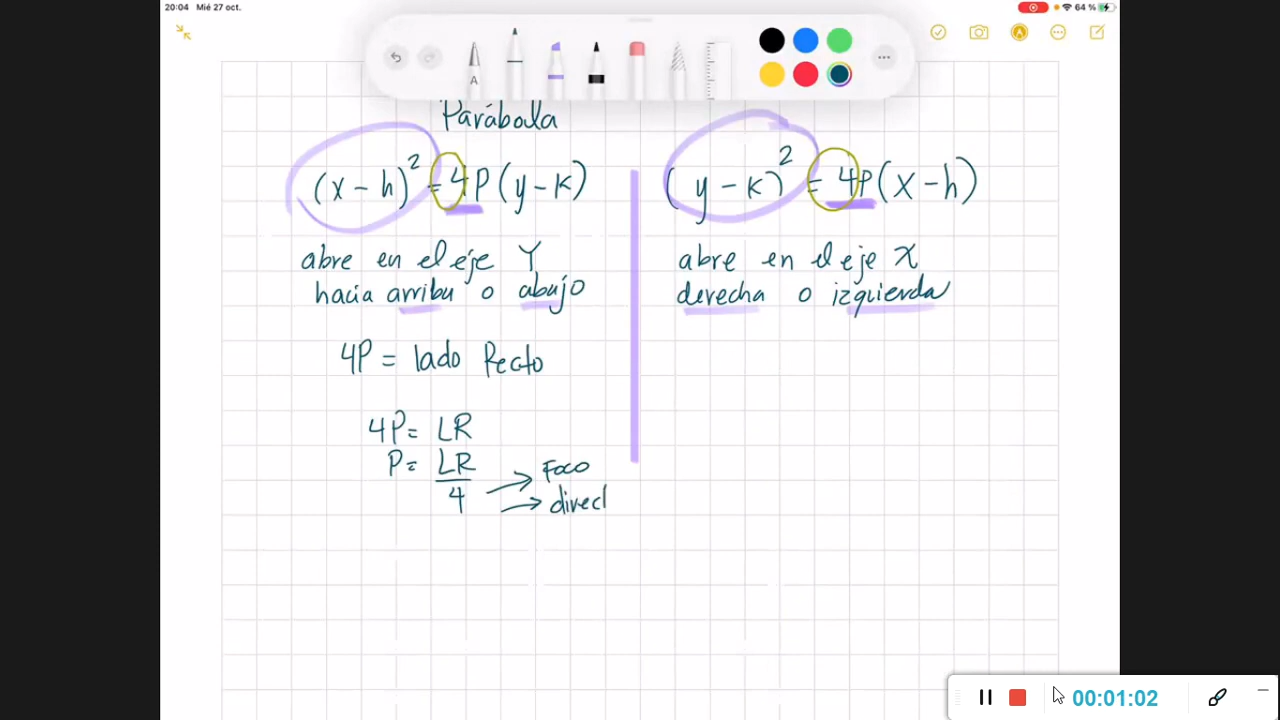 20:04 Mié 27 oct.
64 %
A
Parábola
(x - h)² = 4P (y - k)
(y - k)² = 4P (x - h)
abre en el eje Y
hacia arriba o abajo
abre en el eje X
derecha o izquierda
4P = lado Recto
4P = LR
P = LR
4
Foco
direc
00:01:02